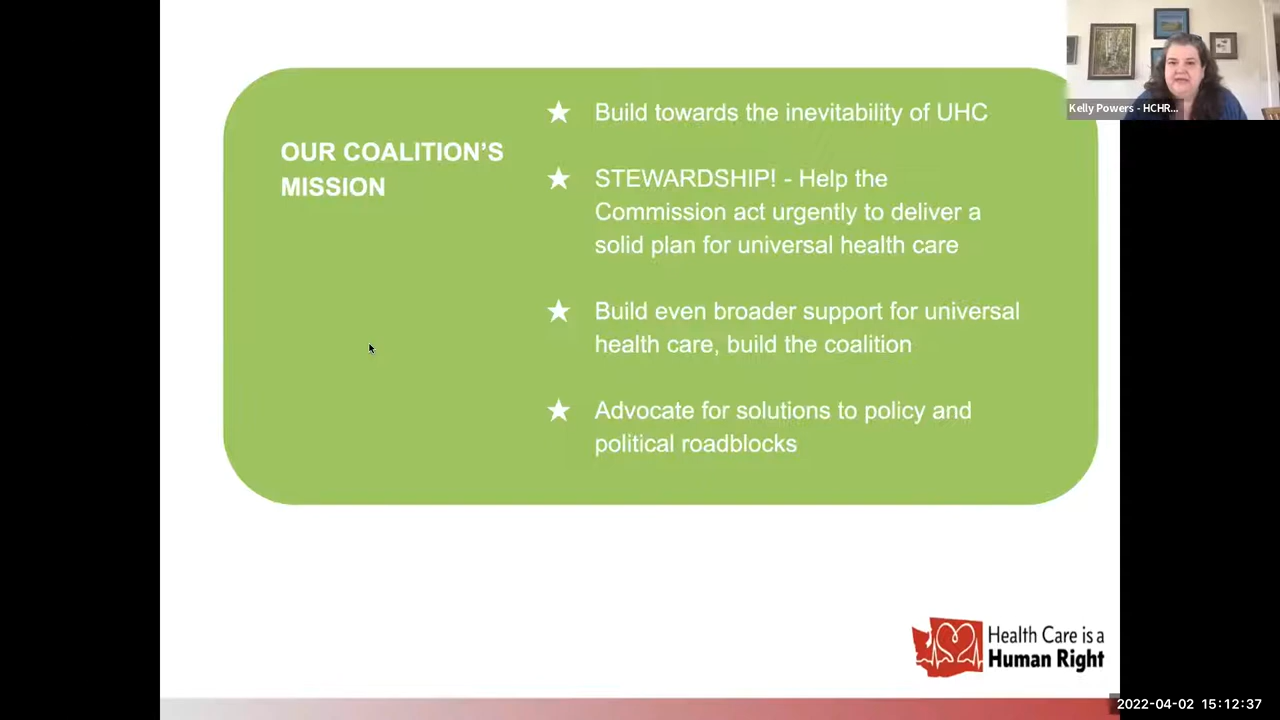 Kelly Powers - HCHR...
OUR COALITION’S
MISSION
★ Build towards the inevitability of UHC
★ STEWARDSHIP! - Help the
Commission act urgently to deliver a
solid plan for universal health care
★ Build even broader support for universal
health care, build the coalition
★ Advocate for solutions to policy and
political roadblocks
Health Care is a
Human Right
2022-04-02 15:12:37